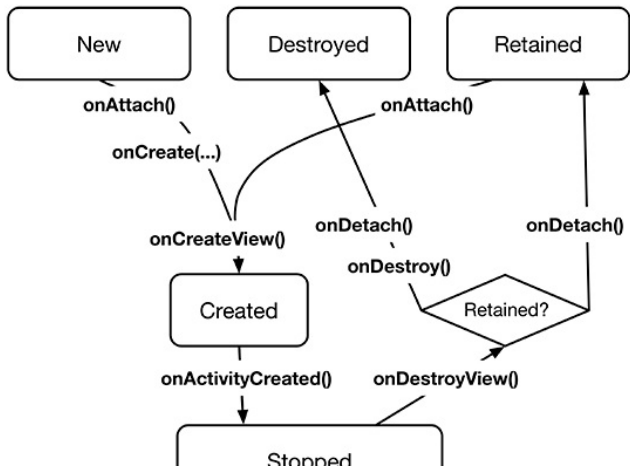 New
Destroyed
Retained
onAttach()
onAttach()
onCreate(...)
onDetach()
onDetach()
onCreateView()
onDestroy()
Created
Retained?
onActivityCreated()
onDestroyView()
Stopped